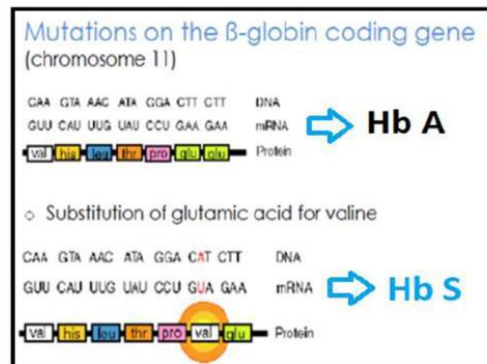 Mutations on the ß-globin coding gene
(chromosome 11)
CAA GTA AAC ATA GGA CTT CTT DNA
GUU CAU UUG UAU CCU GAA GAA mRNA
Hb A
val his leu thr pro glu glu Protein
○ Substitution of glutamic acid for valine
CAA GTA AAC ATA GGA CAT CTT DNA
GUU CAU UUG UAU CCU GUA GAA mRNA
Hb S
val his leu thr pro val glu Protein